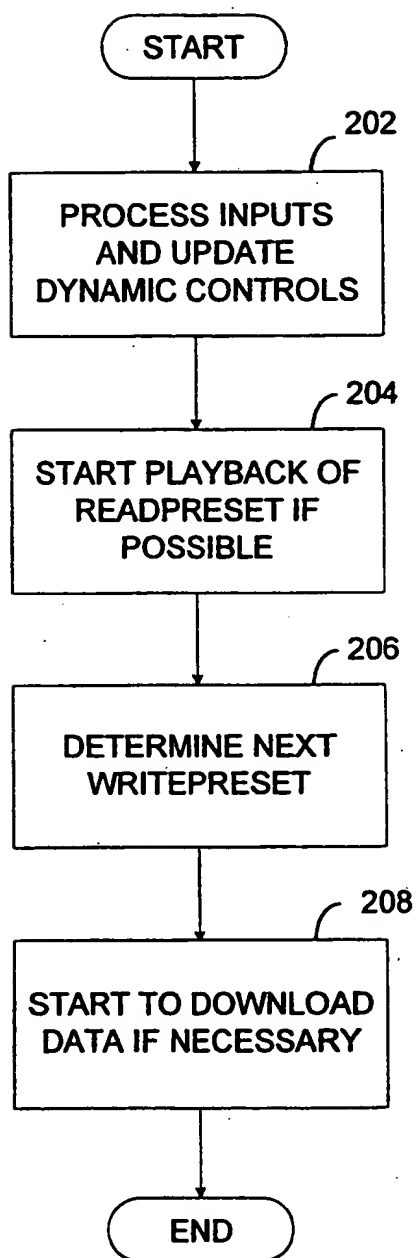 START
202
PROCESS INPUTS
AND UPDATE
DYNAMIC CONTROLS
204
START PLAYBACK OF
READPRESET IF
POSSIBLE
206
DETERMINE NEXT
WRITEPRESET
208
START TO DOWNLOAD
DATA IF NECESSARY
END